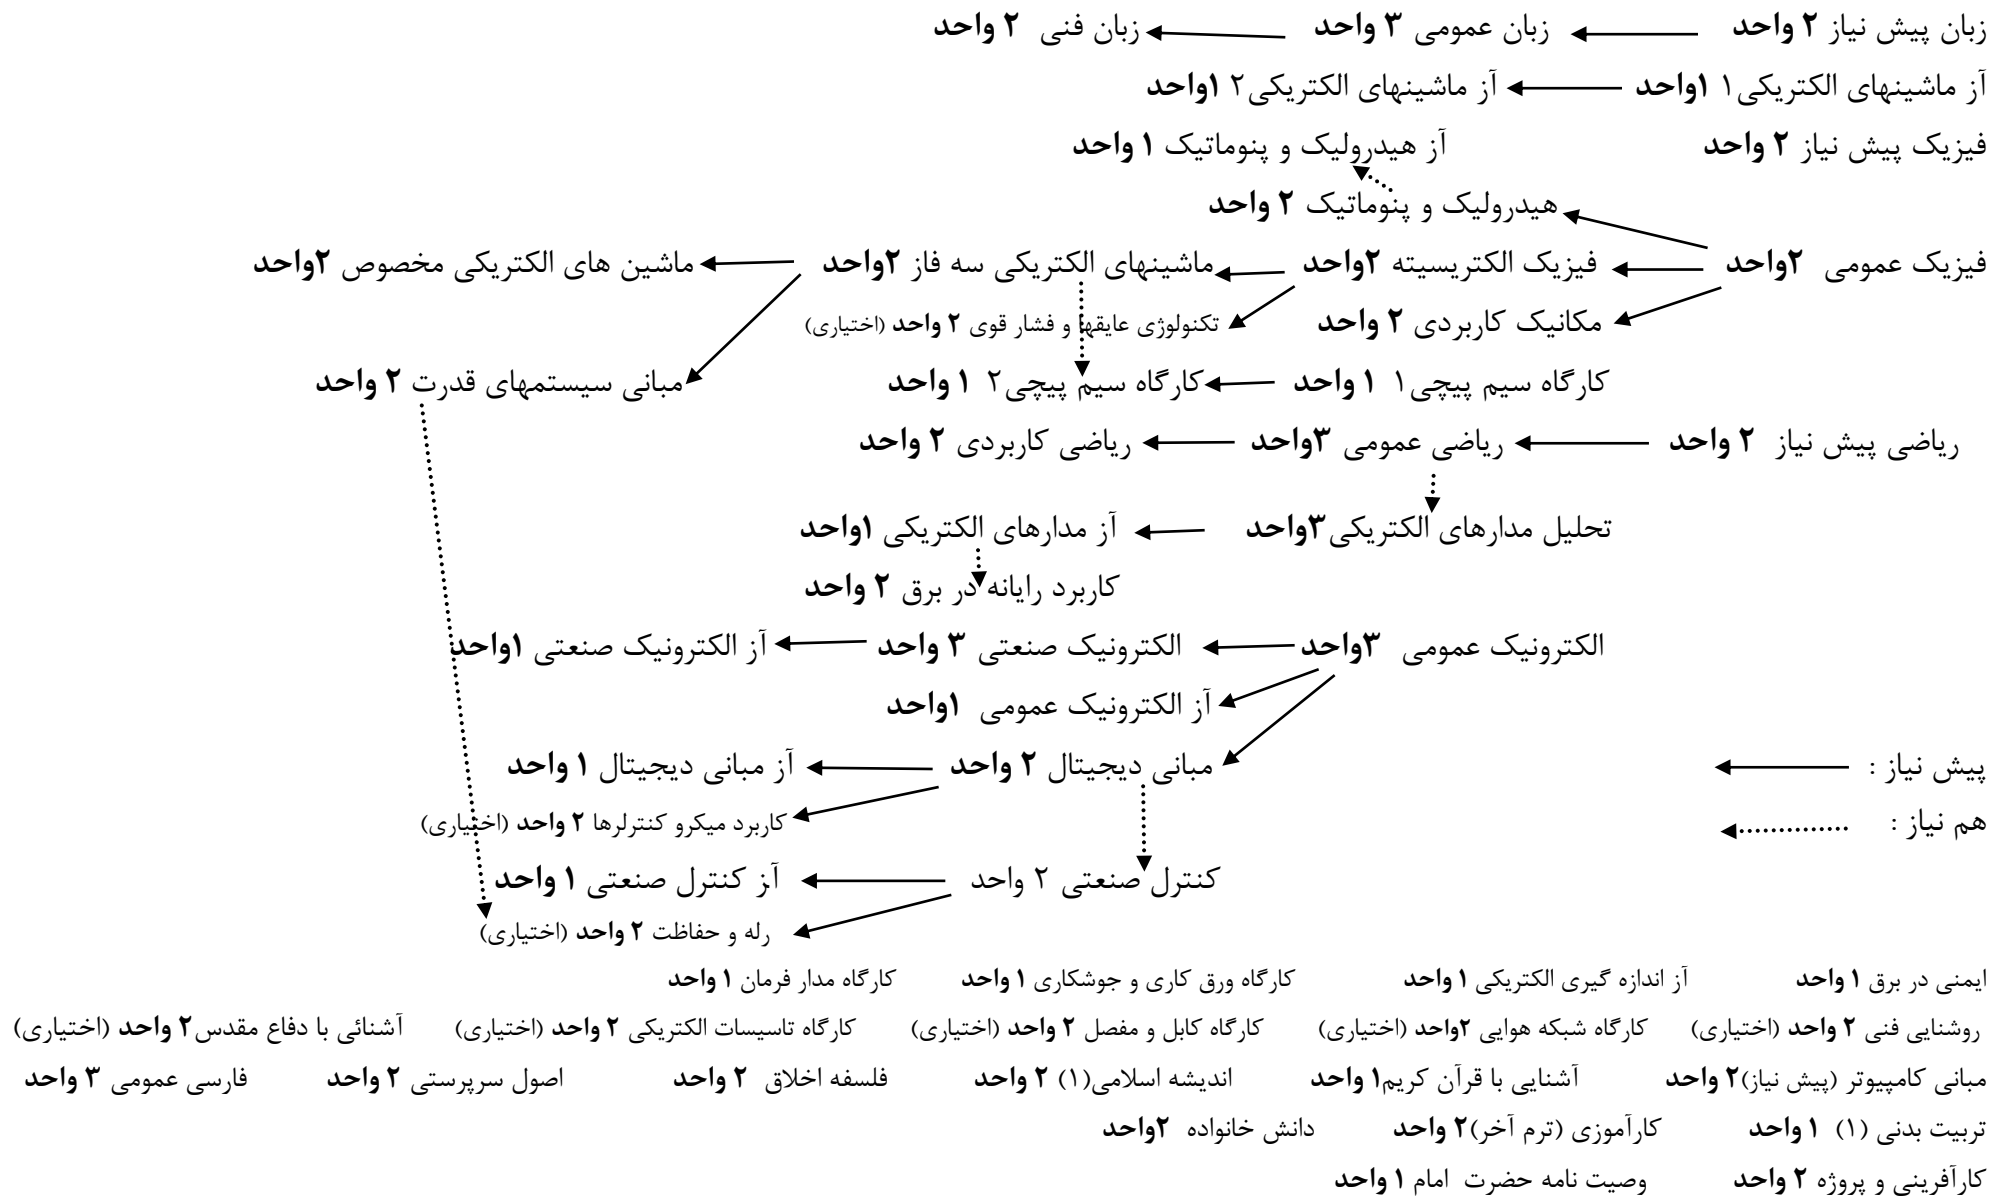 زبان پیش نیاز ۲ واحد زبان عمومی ۳ واحد زبان فنی ۲ واحد
آز ماشینهای الکتریکی۱ ۱واحد آز ماشینهای الکتریکی۲ ۱واحد
فیزیک پیش نیاز ۲ واحد آز هیدرولیک و پنوماتیک ۱ واحد
هیدرولیک و پنوماتیک ۲ واحد
فیزیک عمومی ۲واحد فیزیک الکتریسیته ۲واحد ماشینهای الکتریکی سه فاز ۲واحد ماشین های الکتریکی مخصوص ۲واحد
مکانیک کاربردی ۲ واحد تکنولوژی عایقها و فشار قوی ۲ واحد (اختیاری)
کارگاه سیم پیچی۱ ۱ واحد کارگاه سیم پیچی۲ ۱ واحد مبانی سیستمهای قدرت ۲ واحد
ریاضی پیش نیاز ۲ واحد ریاضی عمومی ۳واحد ریاضی کاربردی ۲ واحد
تحلیل مدارهای الکتریکی۳واحد آز مدارهای الکتریکی ۱واحد
کاربرد رایانه در برق ۲ واحد
الکترونیک عمومی ۳واحد الکترونیک صنعتی ۳ واحد آز الکترونیک صنعتی ۱واحد
آز الکترونیک عمومی ۱واحد
پیش نیاز : مبانی دیجیتال ۲ واحد آز مبانی دیجیتال ۱ واحد
هم نیاز : کاربرد میکرو کنترلرها ۲ واحد (اختیاری)
کنترل صنعتی ۲ واحد آز کنترل صنعتی ۱ واحد
رله و حفاظت ۲ واحد (اختیاری)
ایمنی در برق ۱ واحد آز اندازه گیری الکتریکی ۱ واحد کارگاه ورق کاری و جوشکاری ۱ واحد کارگاه مدار فرمان ۱ واحد
روشنایی فنی ۲ واحد (اختیاری) کارگاه شبکه هوایی ۲واحد (اختیاری) کارگاه کابل و مفصل ۲ واحد (اختیاری) کارگاه تاسیسات الکتریکی ۲ واحد (اختیاری) آشنائی با دفاع مقدس۲ واحد (اختیاری)
مبانی کامپیوتر (پیش نیاز)۲ واحد آشنایی با قرآن کریم۱ واحد اندیشه اسلامی(۱) ۲ واحد فلسفه اخلاق ۲ واحد اصول سرپرستی ۲ واحد فارسی عمومی ۳ واحد
تربیت بدنی (۱) ۱ واحد کارآموزی (ترم آخر)۲ واحد دانش خانواده ۲واحد
کارآفرینی و پروژه ۲ واحد وصیت نامه حضرت امام ۱ واحد